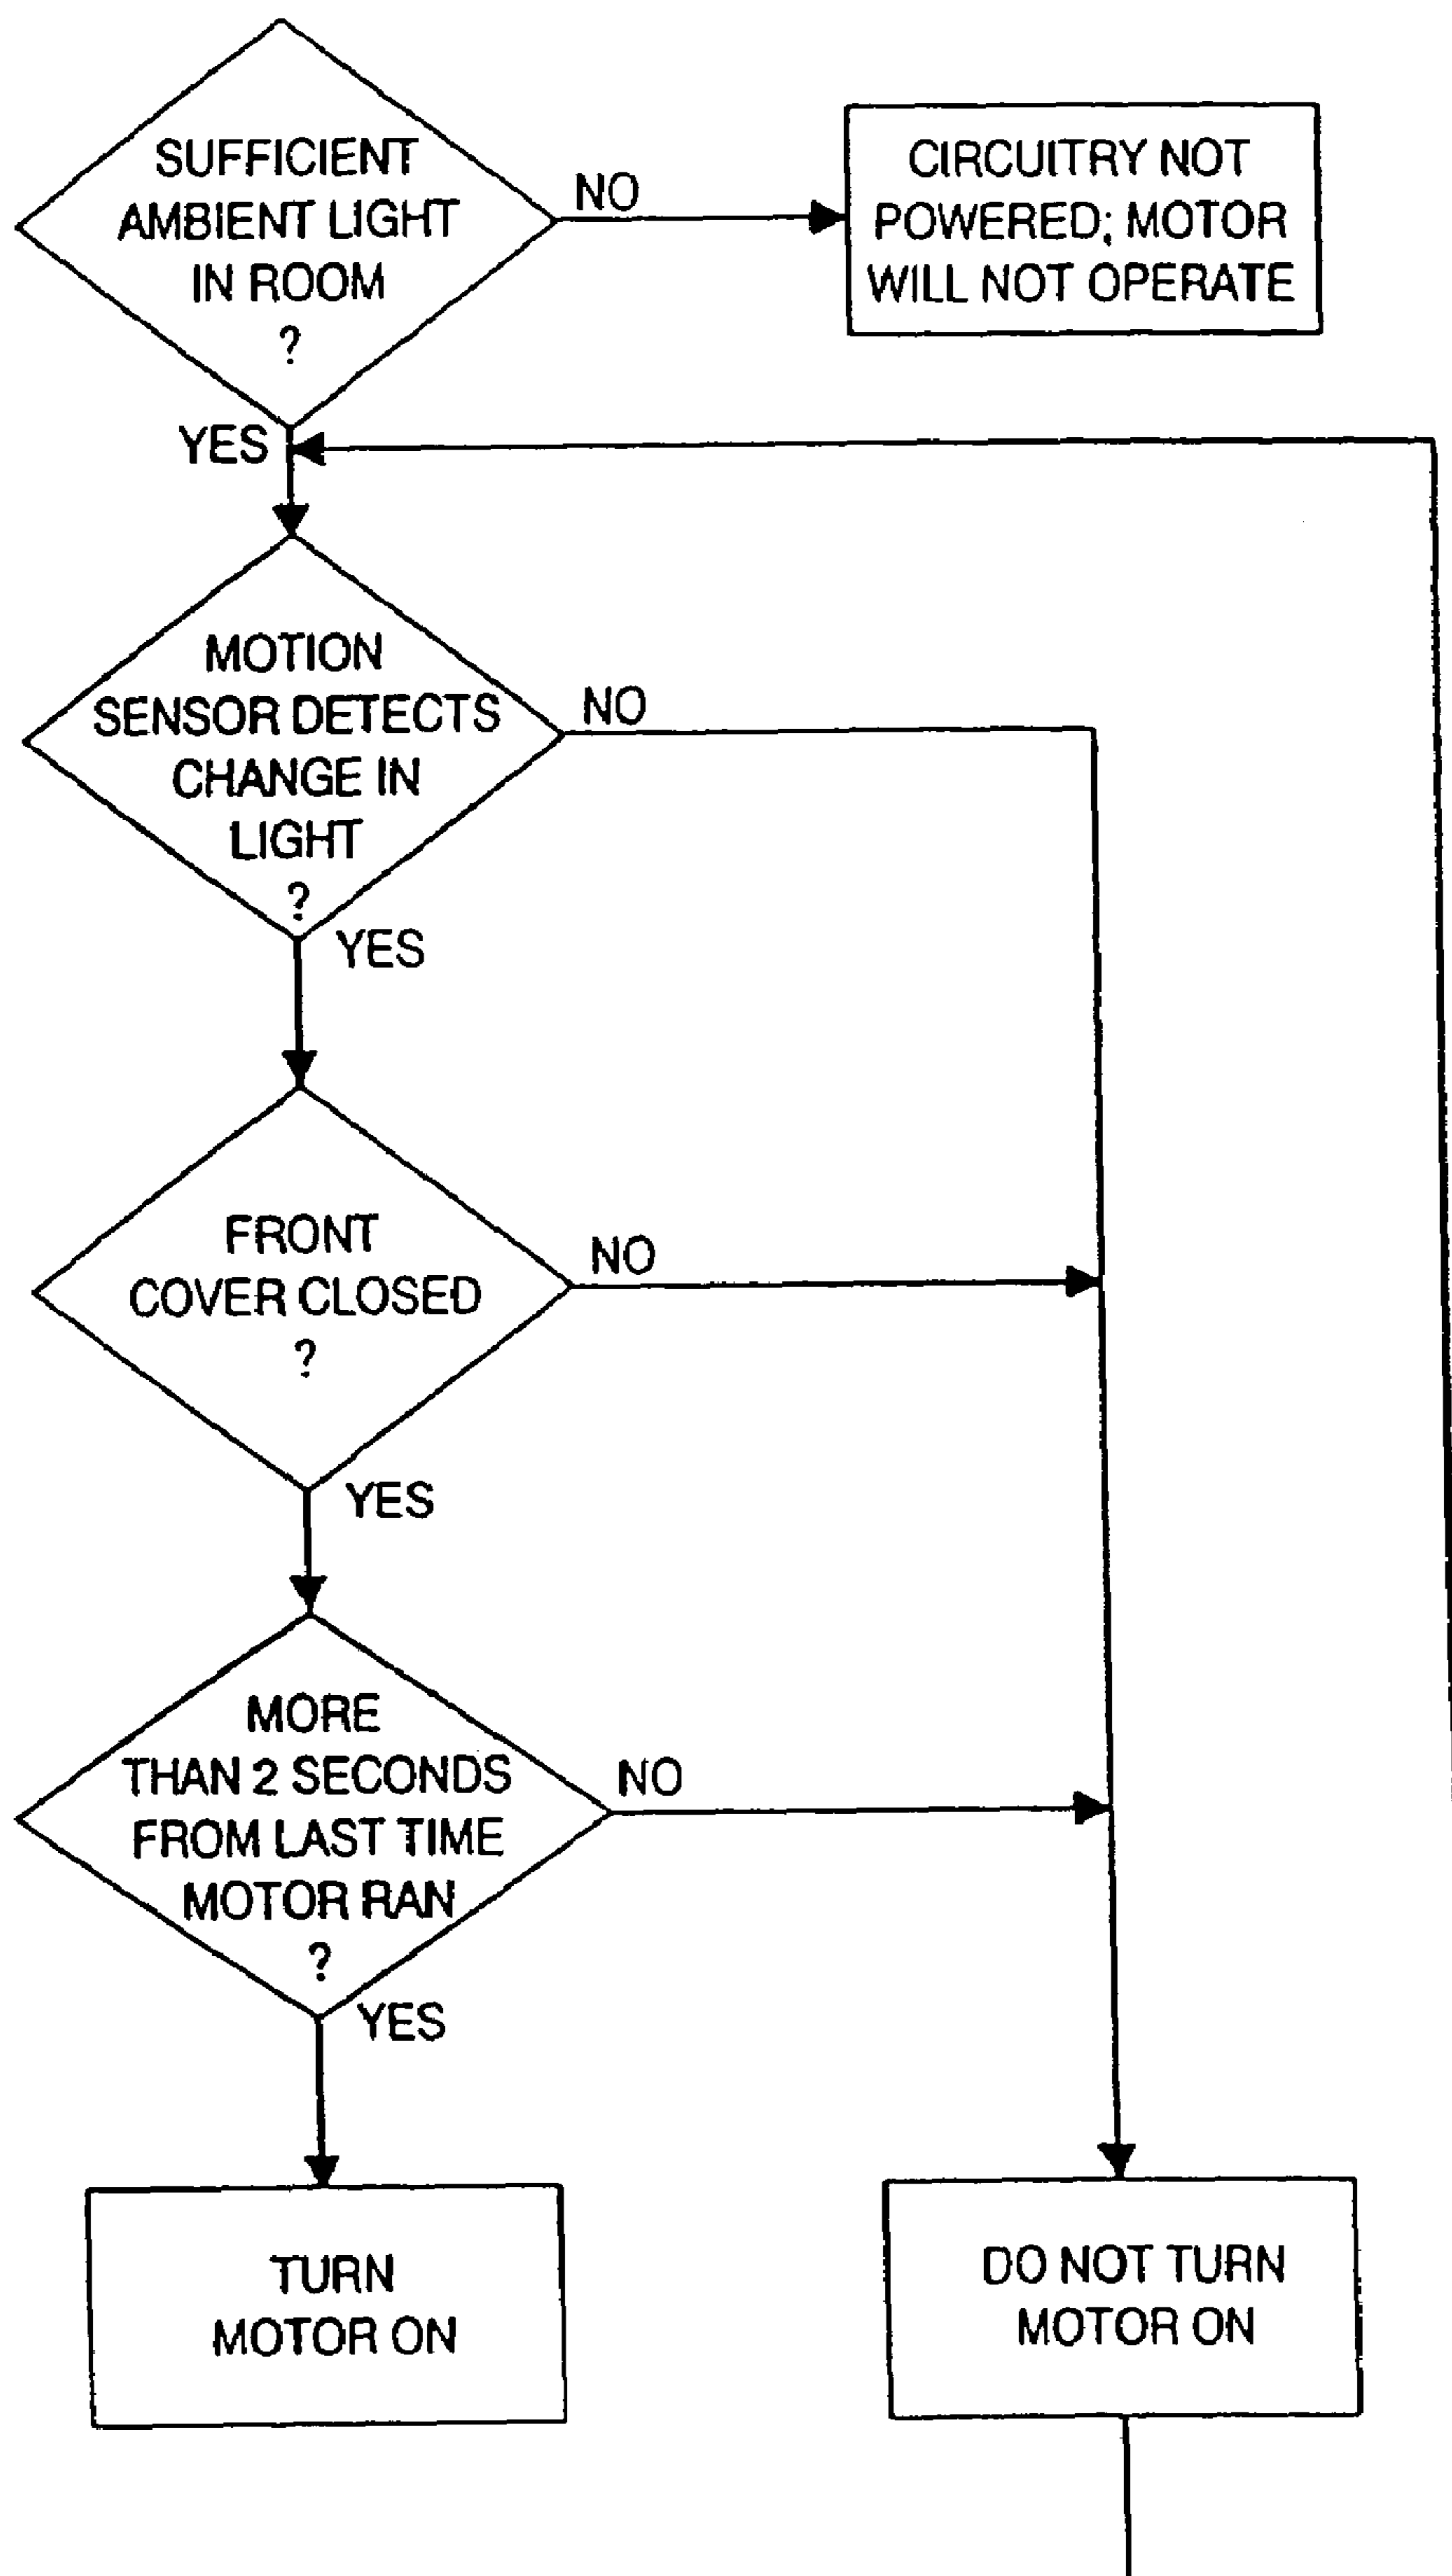 SUFFICIENT
AMBIENT LIGHT
IN ROOM
?
NO
CIRCUITRY NOT
POWERED; MOTOR
WILL NOT OPERATE
YES
MOTION
SENSOR DETECTS
CHANGE IN
LIGHT
?
NO
YES
FRONT
COVER CLOSED
?
NO
YES
MORE
THAN 2 SECONDS
FROM LAST TIME
MOTOR RAN
?
NO
YES
TURN
MOTOR ON
DO NOT TURN
MOTOR ON